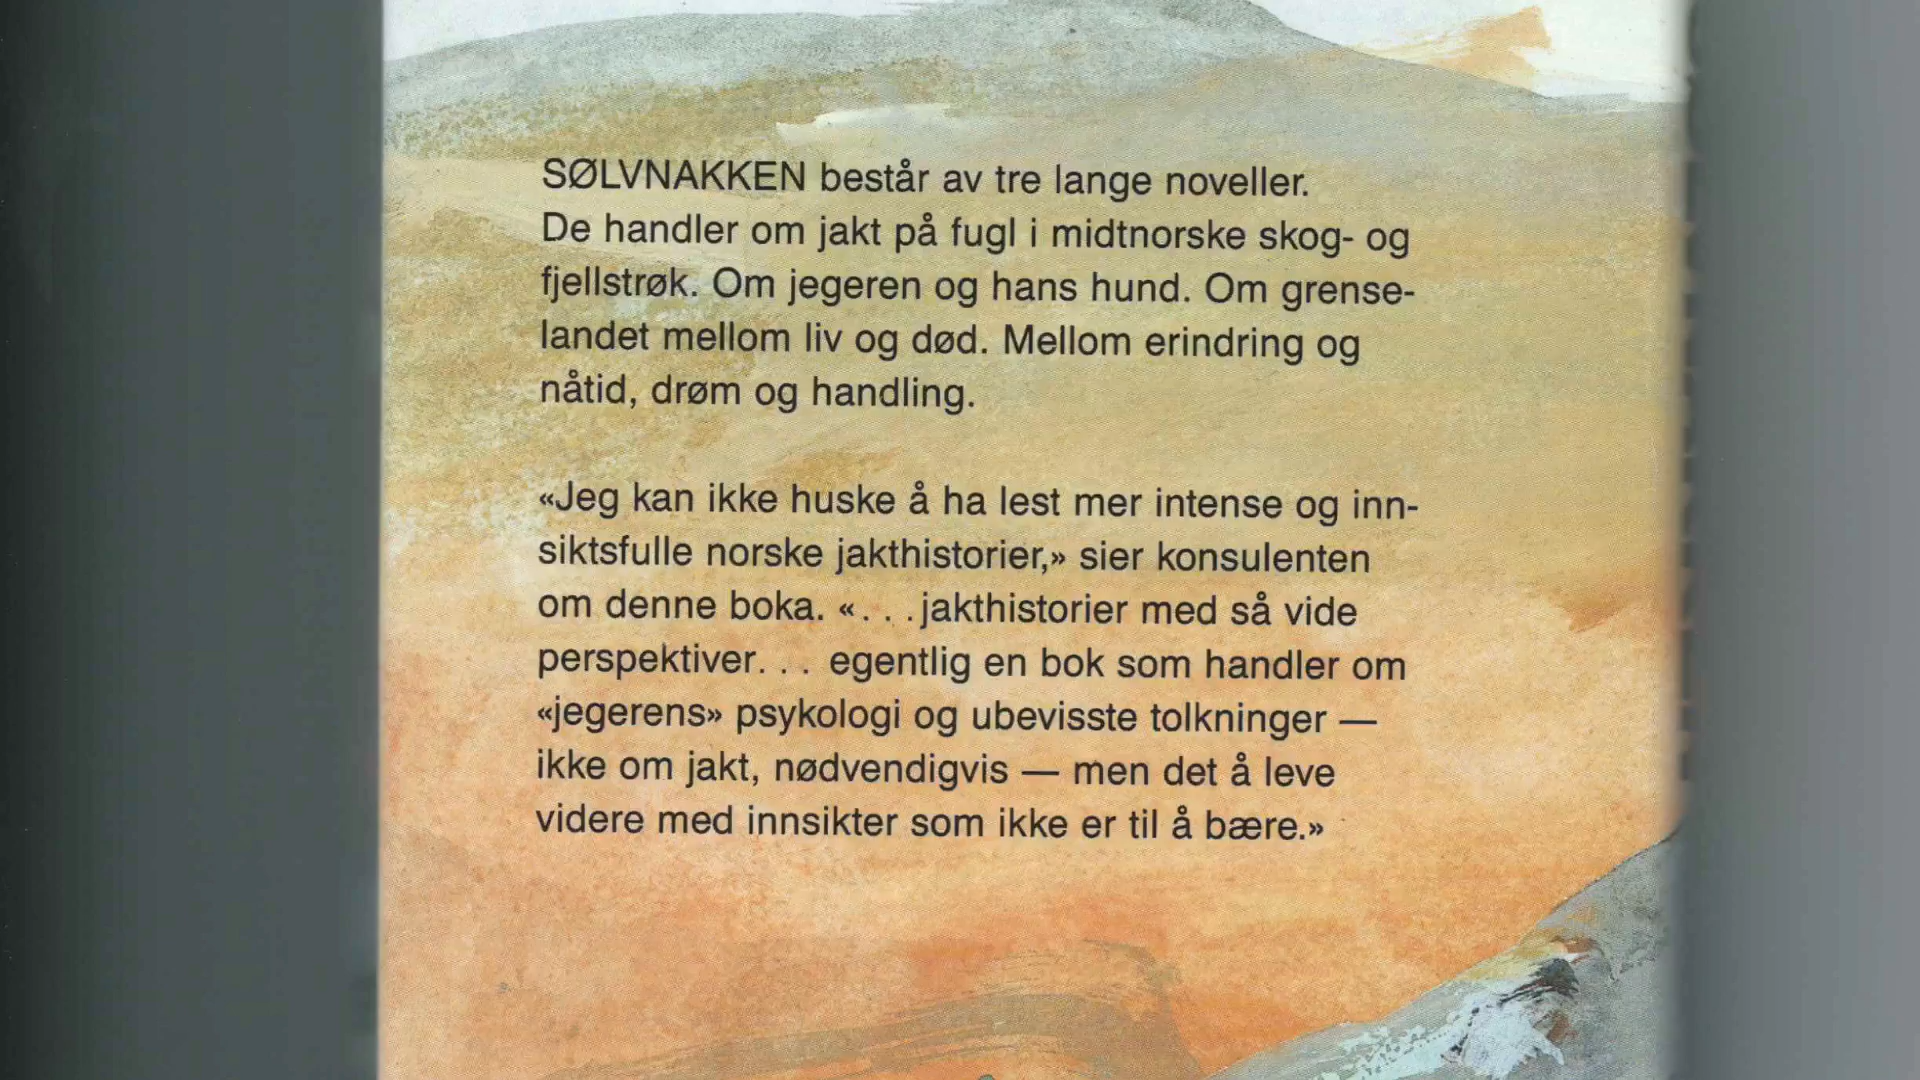 SØLVNAKKEN består av tre lange noveller.
De handler om jakt på fugl i midtnorske skog- og
fjellstrøk. Om jegeren og hans hund. Om grense-
landet mellom liv og død. Mellom erindring og
nåtid, drøm og handling.
«Jeg kan ikke huske å ha lest mer intense og inn-
siktsfulle norske jakthistorier,» sier konsulenten
om denne boka. «. . .jakthistorier med så vide
perspektiver. . . egentlig en bok som handler om
«jegerens» psykologi og ubevisste tolkninger —
ikke om jakt, nødvendigvis — men det å leve
videre med innsikter som ikke er til å bære.»